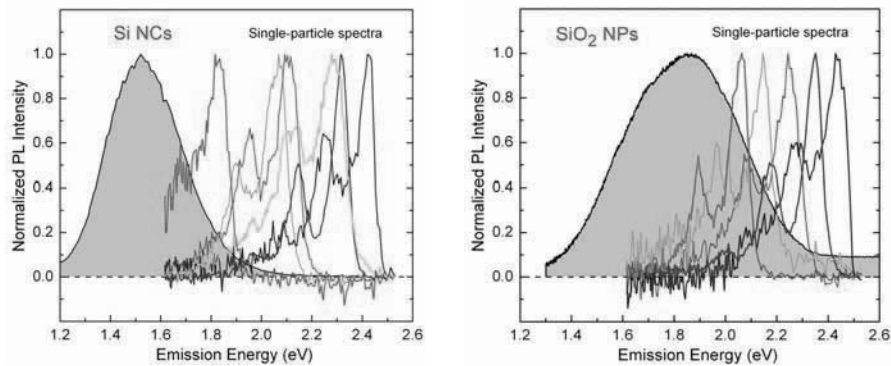 Si NCs
Single-particle spectra
Normalized PL Intensity
1.0
0.8
0.6
0.4
0.2
0.0
1.2 1.4 1.6 1.8 2.0 2.2 2.4 2.6
Emission Energy (eV)
SiO2 NPs
Single-particle spectra
Normalized PL Intensity
1.0
0.8
0.6
0.4
0.2
0.0
1.2 1.4 1.6 1.8 2.0 2.2 2.4 2.6
Emission Energy (eV)